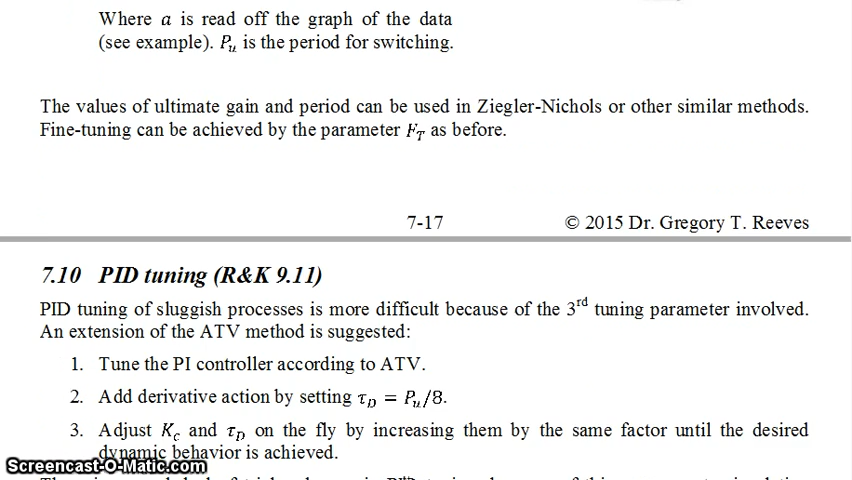 Where a is read off the graph of the data
(see example). P_u is the period for switching.
The values of ultimate gain and period can be used in Ziegler-Nichols or other similar methods.
Fine-tuning can be achieved by the parameter F_T as before.
7-17 © 2015 Dr. Gregory T. Reeves
7.10 PID tuning (R&K 9.11)
PID tuning of sluggish processes is more difficult because of the 3rd tuning parameter involved.
An extension of the ATV method is suggested:
1. Tune the PI controller according to ATV.
2. Add derivative action by setting τ_D = P_u/8.
3. Adjust K_c and τ_D on the fly by increasing them by the same factor until the desired
dynamic behavior is achieved.
Screencast-O-Matic.com